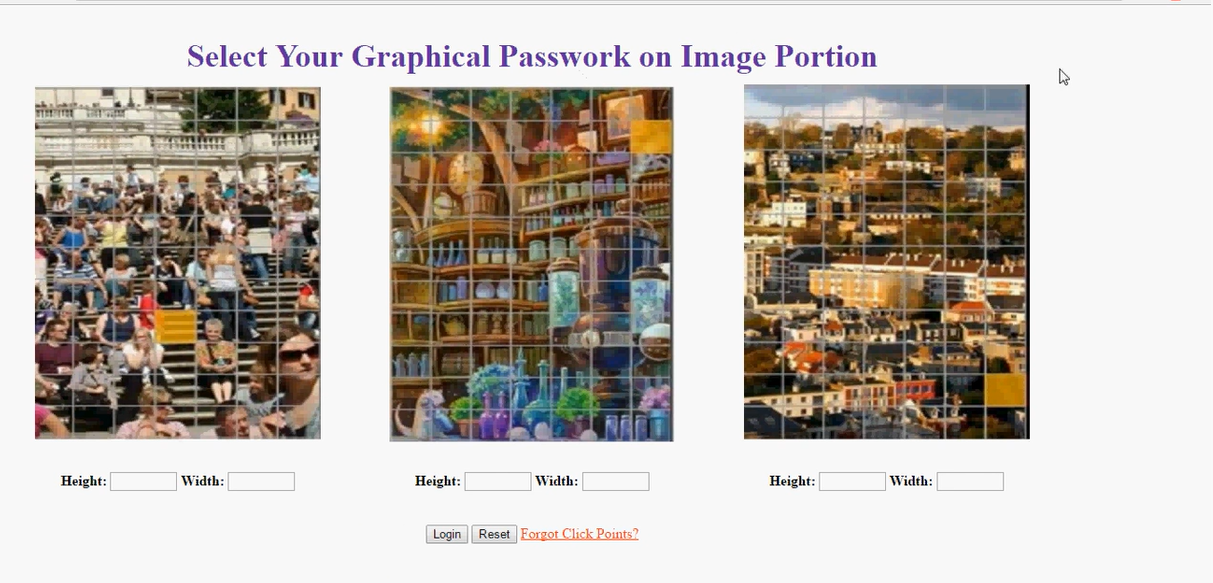 Select Your Graphical Passwork on Image Portion
Height: Width: Height: Width: Height: Width:
Login Reset Forgot Click Points?